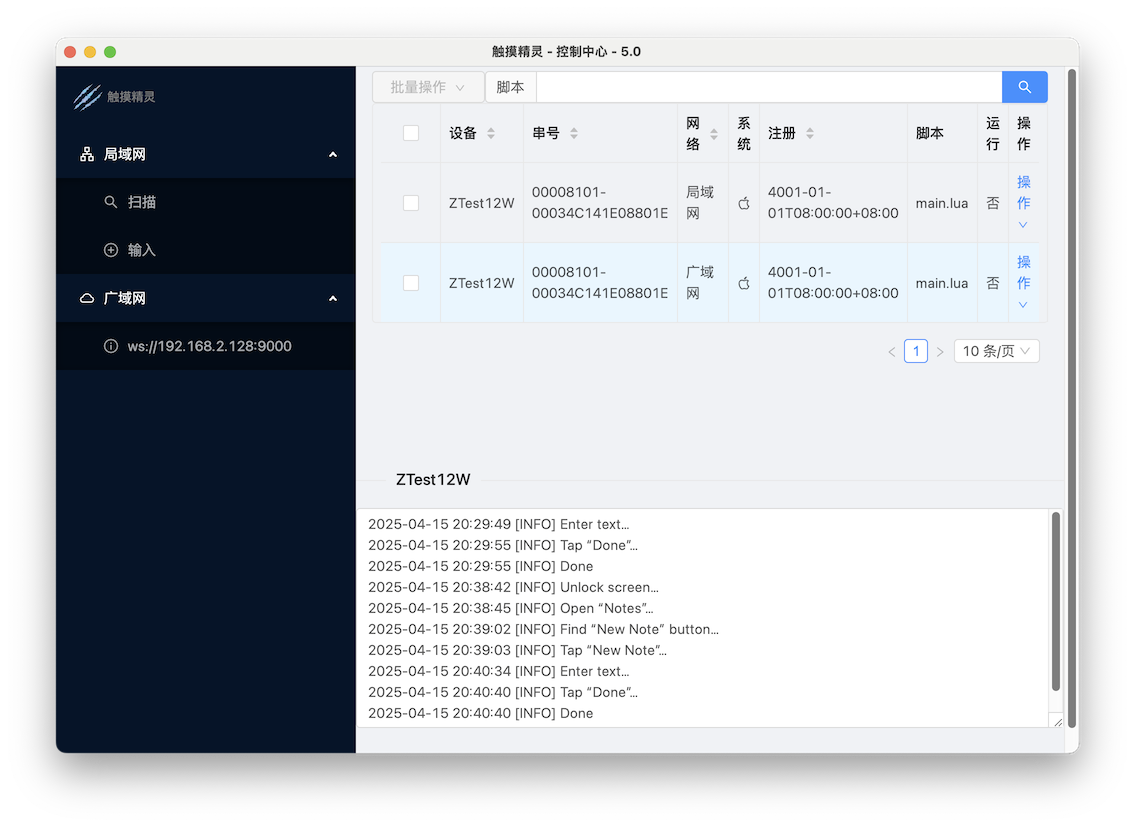 触摸精灵 - 控制中心 - 5.0
触摸精灵
局域网
扫描
输入
广域网
ws://192.168.2.128:9000
批量操作 脚本
设备 串号 网络 系统 注册 脚本 运行 操作
ZTest12W 00008101-00034C141E08801E 局域网 4001-01-01T08:00:00+08:00 main.lua 否 操作
ZTest12W 00008101-00034C141E08801E 广域网 4001-01-01T08:00:00+08:00 main.lua 否 操作
1 10 条/页
ZTest12W
2025-04-15 20:29:49 [INFO] Enter text…
2025-04-15 20:29:55 [INFO] Tap “Done”…
2025-04-15 20:29:55 [INFO] Done
2025-04-15 20:38:42 [INFO] Unlock screen…
2025-04-15 20:38:45 [INFO] Open “Notes”…
2025-04-15 20:39:02 [INFO] Find “New Note” button…
2025-04-15 20:39:03 [INFO] Tap “New Note”…
2025-04-15 20:40:34 [INFO] Enter text…
2025-04-15 20:40:40 [INFO] Tap “Done”…
2025-04-15 20:40:40 [INFO] Done